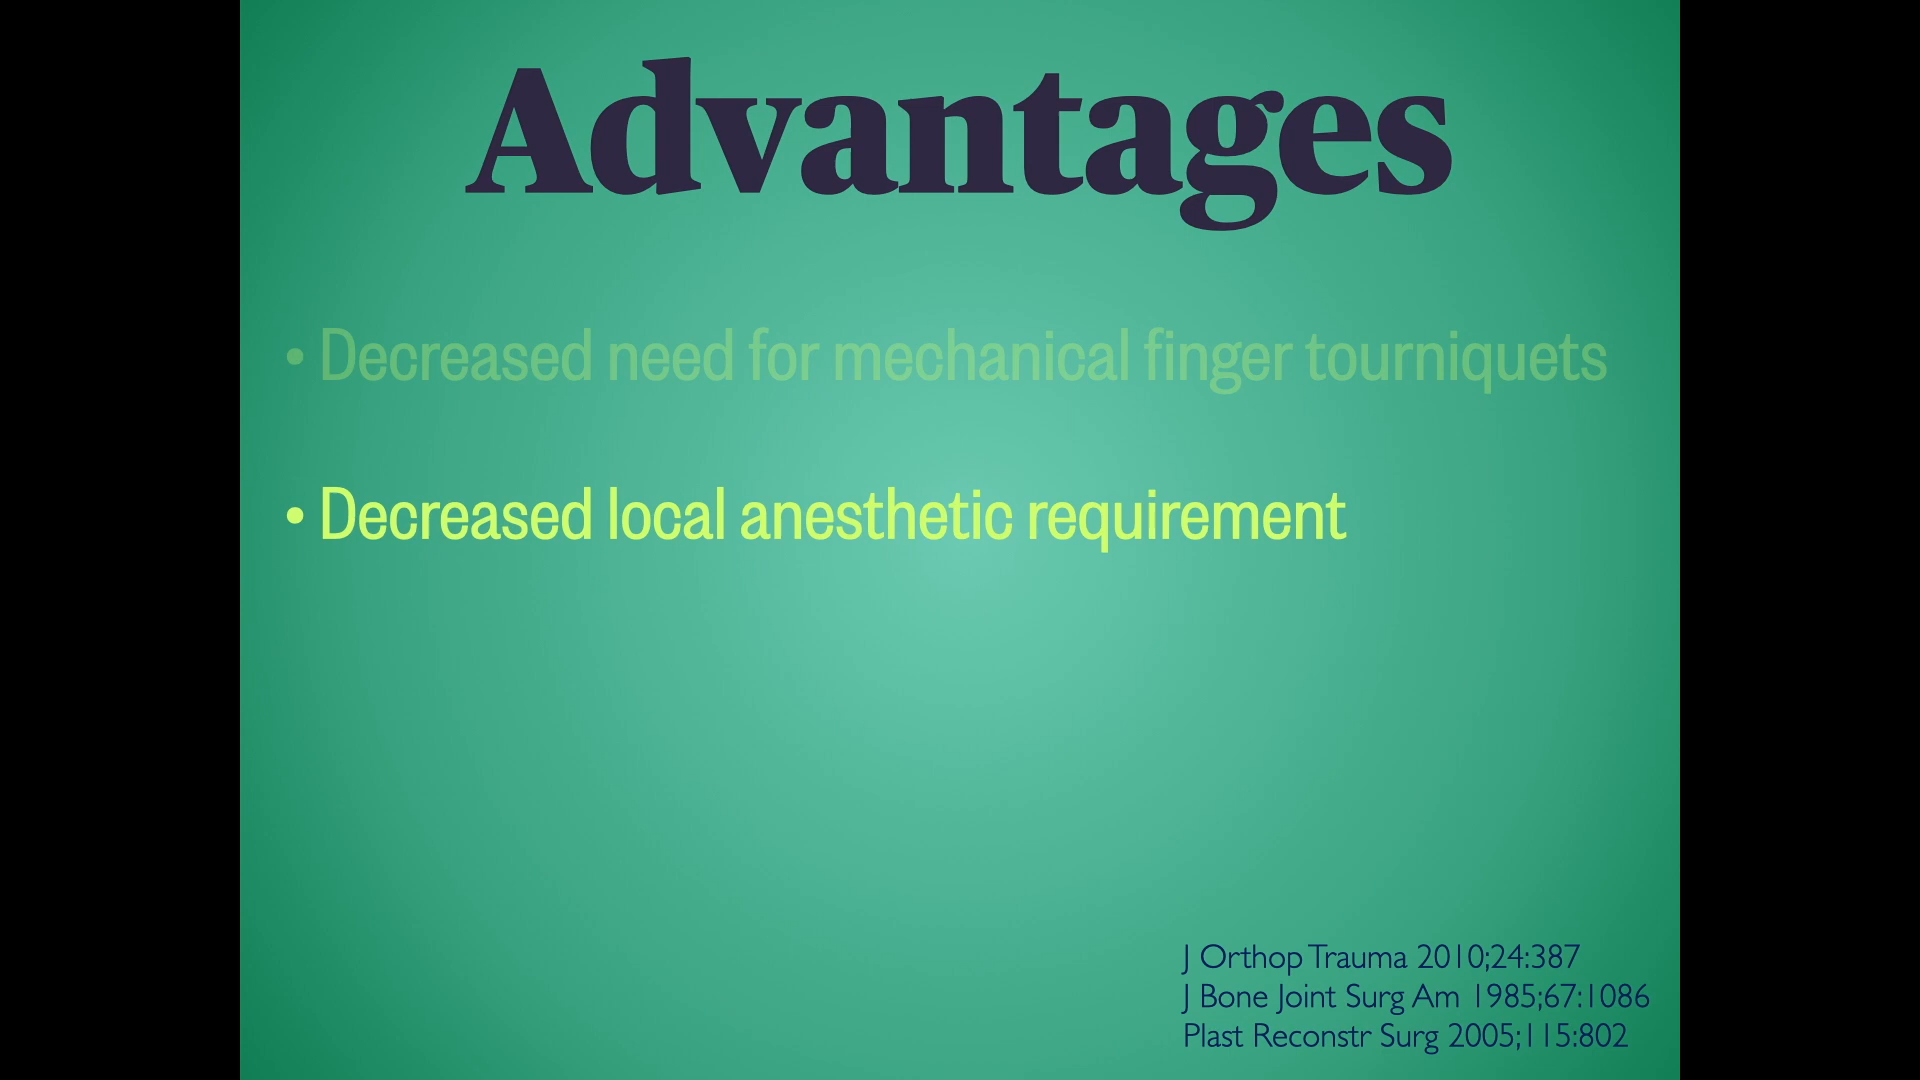 Advantages
• Decreased need for mechanical finger tourniquets
• Decreased local anesthetic requirement
J Orthop Trauma 2010;24:387
J Bone Joint Surg Am 1985;67:1086
Plast Reconstr Surg 2005;115:802